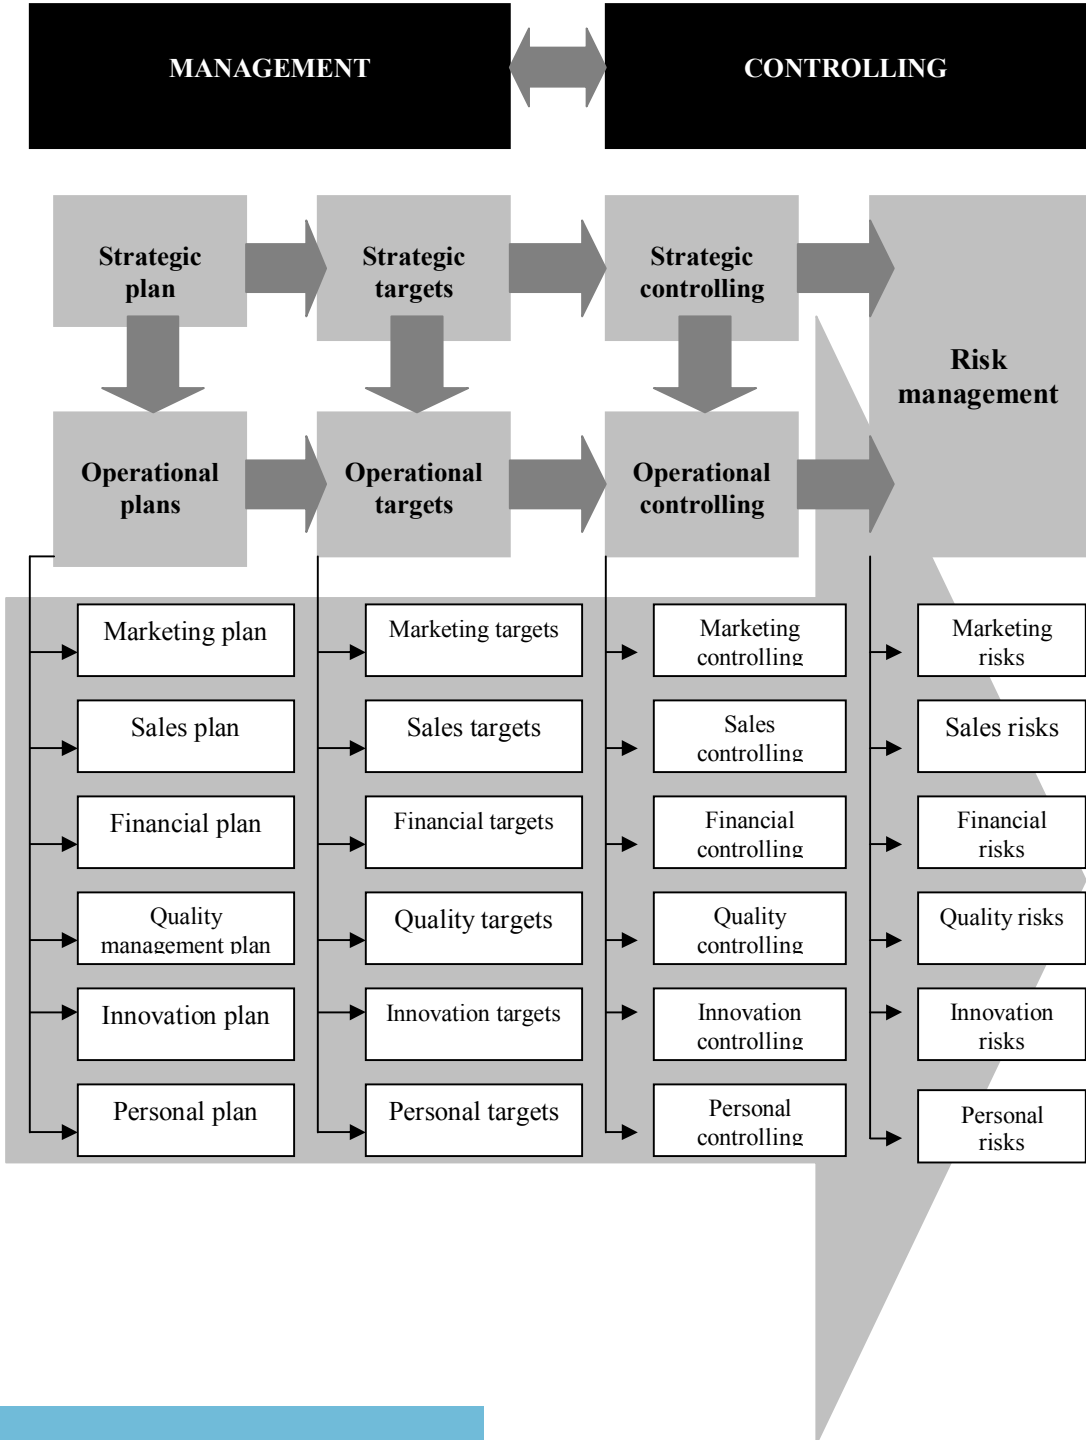 MANAGEMENT
CONTROLLING
Strategic
plan
Strategic
targets
Strategic
controlling
Risk
management
Operational
plans
Operational
targets
Operational
controlling
Marketing plan
Marketing targets
Marketing
controlling
Marketing
risks
Sales plan
Sales targets
Sales
controlling
Sales risks
Financial plan
Financial targets
Financial
controlling
Financial
risks
Quality
management plan
Quality targets
Quality
controlling
Quality risks
Innovation plan
Innovation targets
Innovation
controlling
Innovation
risks
Personal plan
Personal targets
Personal
controlling
Personal
risks